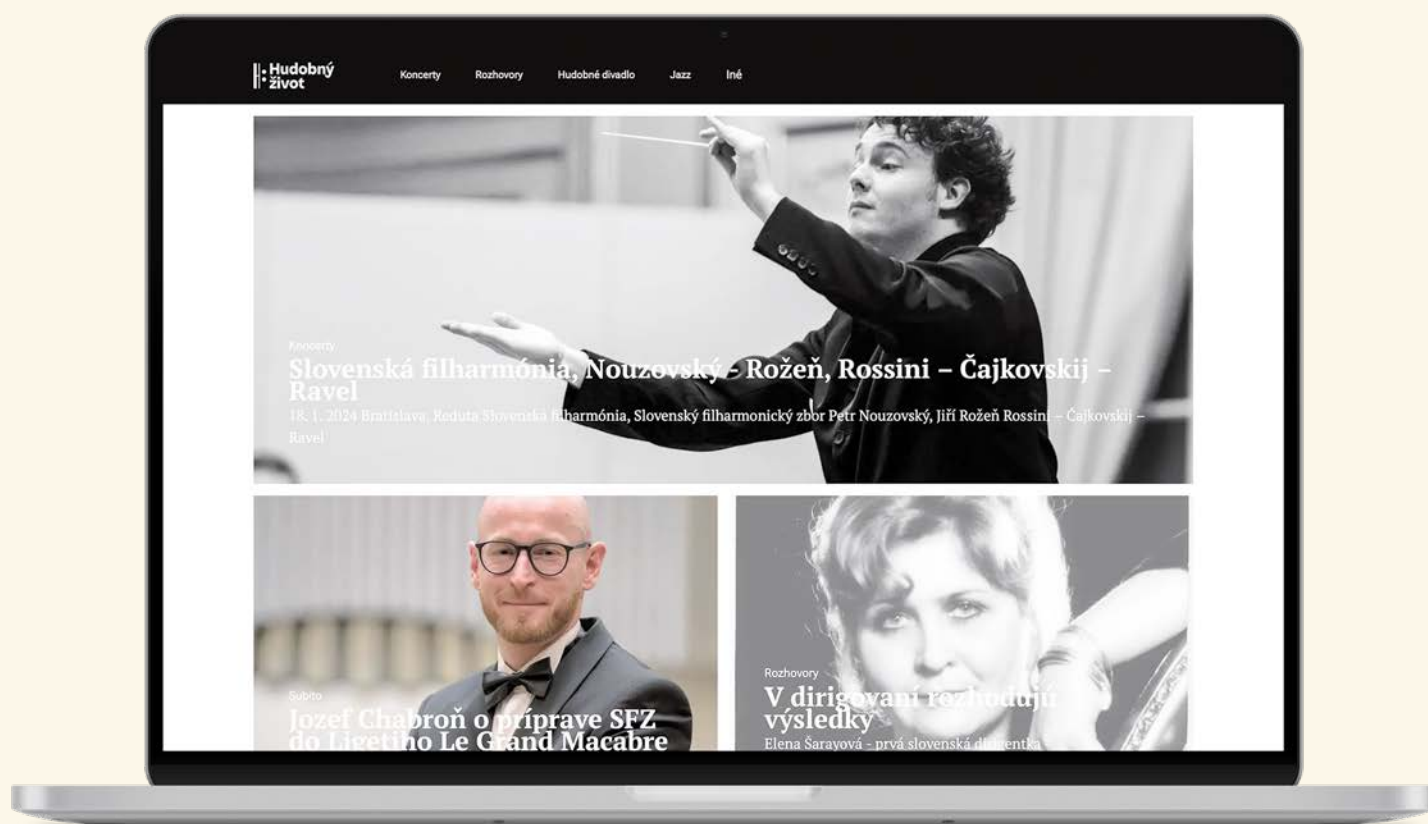 Hudobný
život
Koncerty Rozhovory Hudobné divadlo Jazz Iné
Koncerty
Slovenská filharmónia, Nouzovský - Rožeň, Rossini – Čajkovskij –
Ravel
18. 1. 2024 Bratislava, Reduta Slovenská filharmónia, Slovenský filharmonický zbor Petr Nouzovský, Jiří Rožeň Rossini – Čajkovskij –
Ravel
Subito
Jozef Chabroň o príprave SFZ
do Ligetiho Le Grand Macabre
Rozhovory
V dirigovaní rozhodujú
výsledky
Elena Šarayová - prvá slovenská dirigentka